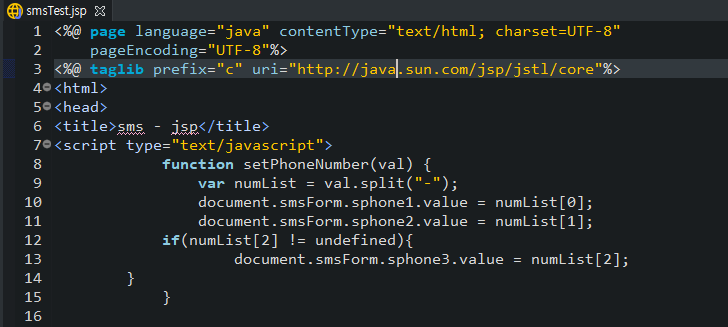 smsTest.jsp
1 <%@ page language="java" contentType="text/html; charset=UTF-8"
2     pageEncoding="UTF-8"%>
3 <%@ taglib prefix="c" uri="http://java.sun.com/jsp/jstl/core"%>
4 <html>
5 <head>
6 <title>sms - jsp</title>
7 <script type="text/javascript">
8             function setPhoneNumber(val) {
9                 var numList = val.split("-");
10                 document.smsForm.sphone1.value = numList[0];
11                 document.smsForm.sphone2.value = numList[1];
12             if(numList[2] != undefined){
13                     document.smsForm.sphone3.value = numList[2];
14         }
15             }
16